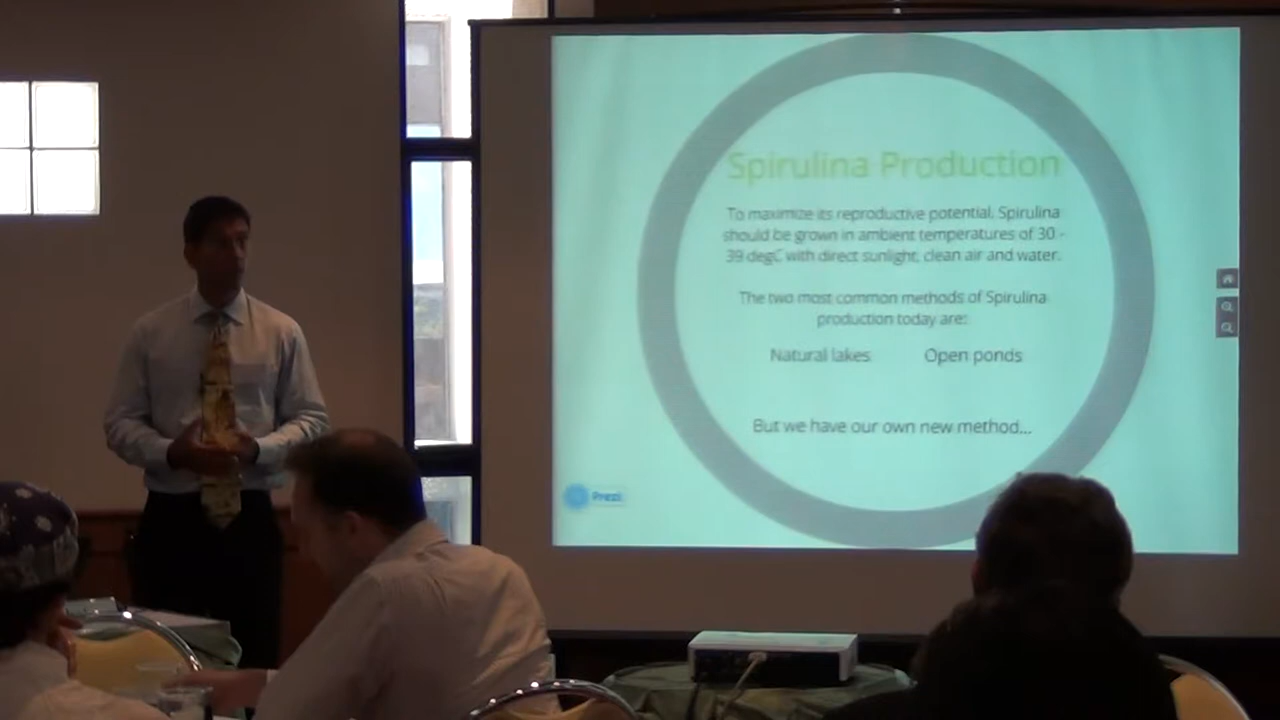 Spirulina Production
To maximize its reproductive potential, Spirulina
should be grown in ambient temperatures of 30 -
39 degC with direct sunlight, clean air and water.
The two most common methods of Spirulina
production today are:
Natural lakes Open ponds
But we have our own new method...
Prezi